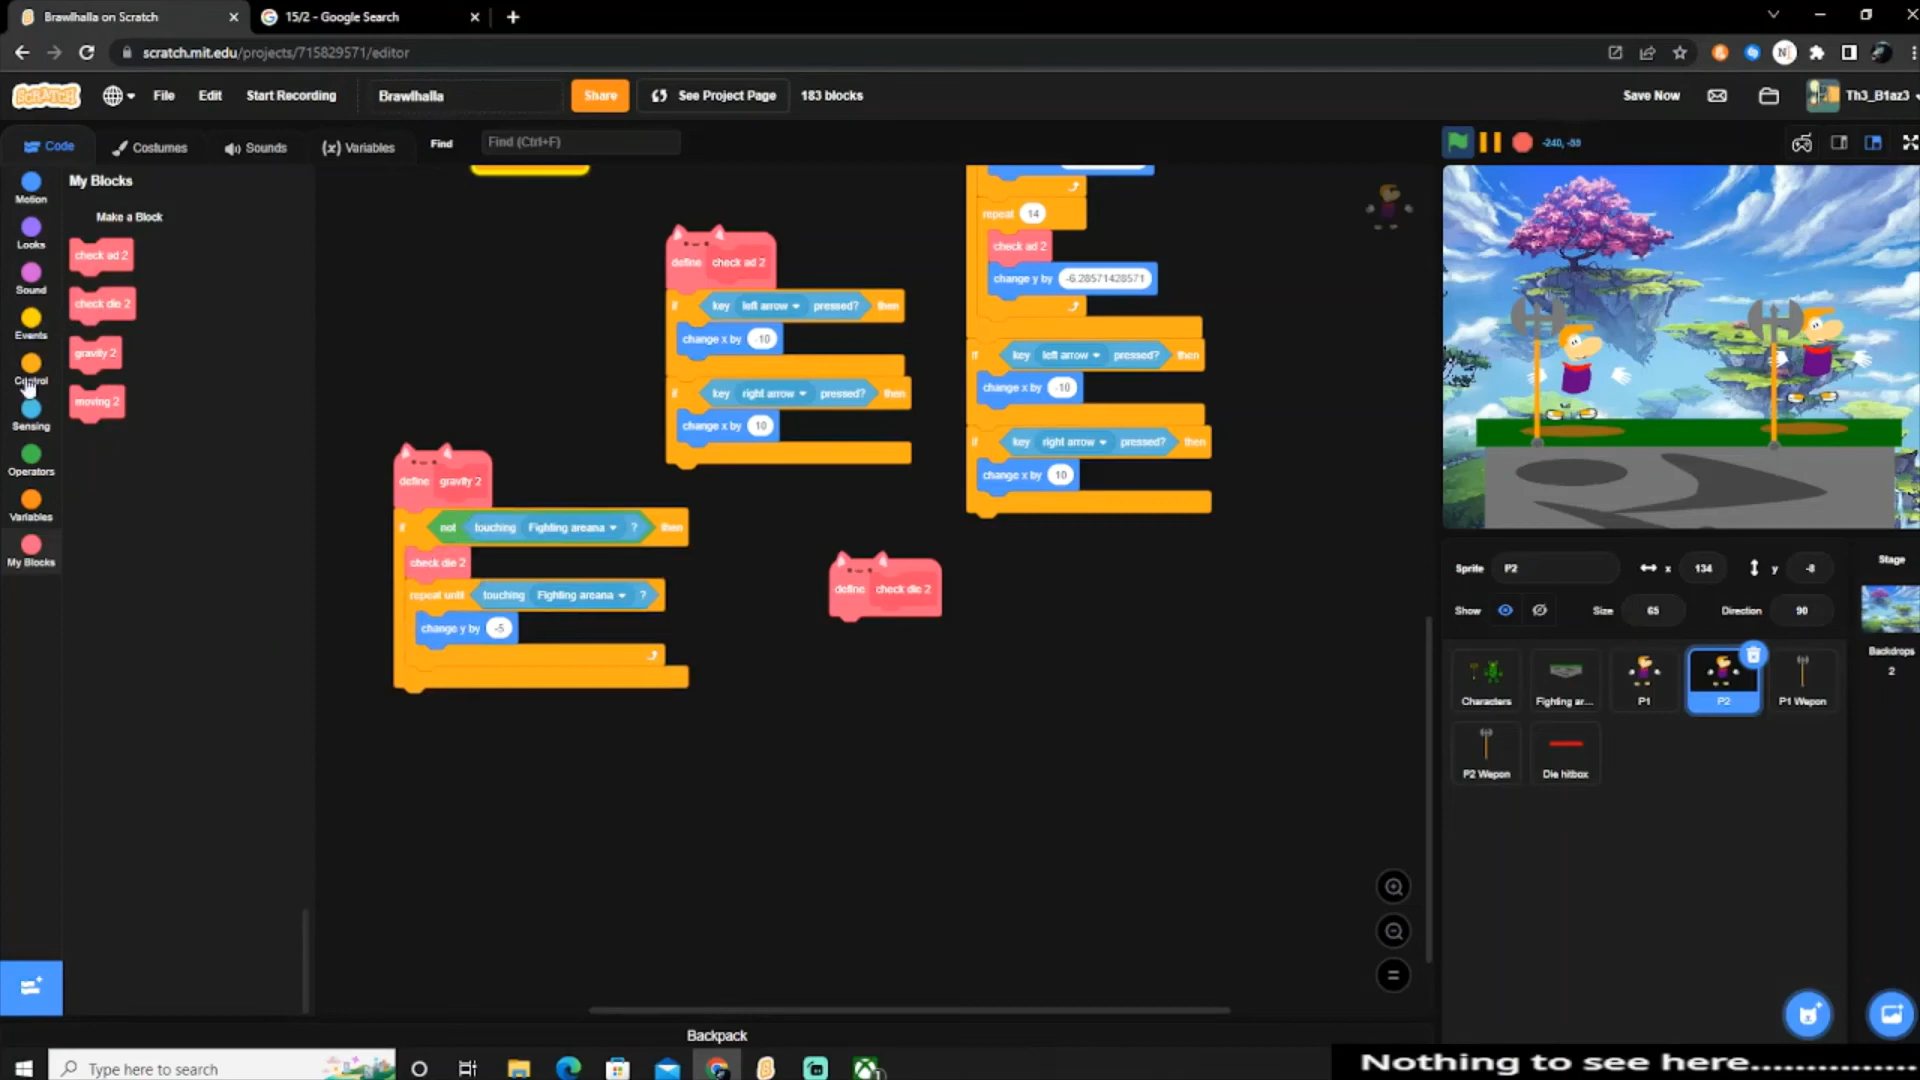 Brawlhalla on Scratch
15/2 - Google Search
scratch.mit.edu/projects/715829571/editor
SCRATCH
File
Edit
Start Recording
Brawlhalla
Share
See Project Page
183 blocks
Save Now
Th3_B1az3
Code
Costumes
Sounds
(x) Variables
Find
Find (Ctrl+F)
-240, -59
Motion
Looks
Sound
Events
Control
Sensing
Operators
Variables
My Blocks
My Blocks
Make a Block
check ad 2
check die 2
gravity 2
moving 2
define check ad 2
if key left arrow pressed? then
change x by -10
if key right arrow pressed? then
change x by 10
define gravity 2
if not touching Fighting areana ? then
check die 2
repeat until touching Fighting areana ?
change y by -5
repeat 14
check ad 2
change y by -6.28571428571
if key left arrow pressed? then
change x by -10
if key right arrow pressed? then
change x by 10
define check die 2
Sprite P2 x 134 y -8
Show Size 65 Direction 90
Stage
Backdrops
2
Characters
Fighting ar...
P1
P2
P1 Wepon
P2 Wepon
Die hitbox
Backpack
Type here to search
1
Nothing to see here..............